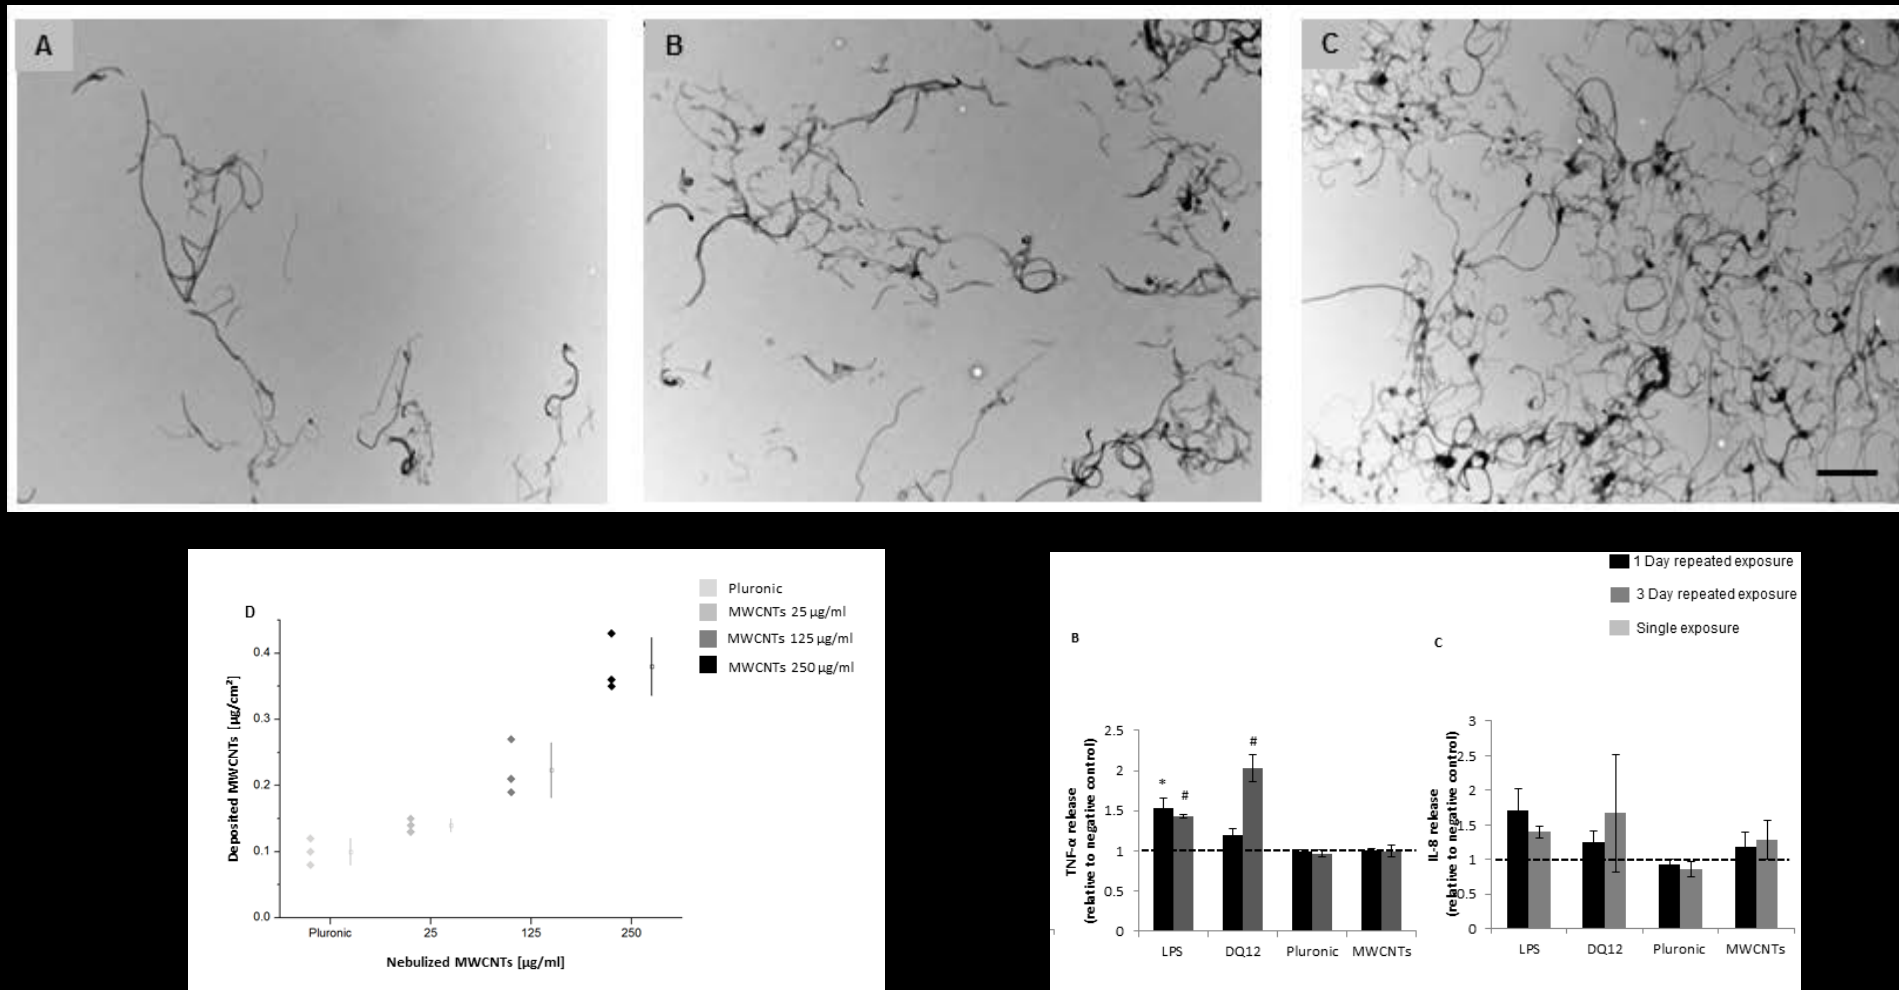 A
B
C
D
Pluronic
MWCNTs 25 µg/ml
MWCNTs 125 µg/ml
MWCNTs 250 µg/ml
Deposited MWCNTs [µg/cm²]
0.4
0.3
0.2
0.1
0.0
Pluronic 25 125 250
Nebulized MWCNTs [µg/ml]
1 Day repeated exposure
3 Day repeated exposure
Single exposure
B
TNF-α release
(relative to negative control)
2.5
2
1.5
1
0.5
0
* # #
LPS DQ12 Pluronic MWCNTs
C
IL-8 release
(relative to negative control)
3
2.5
2
1.5
1
0.5
0
LPS DQ12 Pluronic MWCNTs